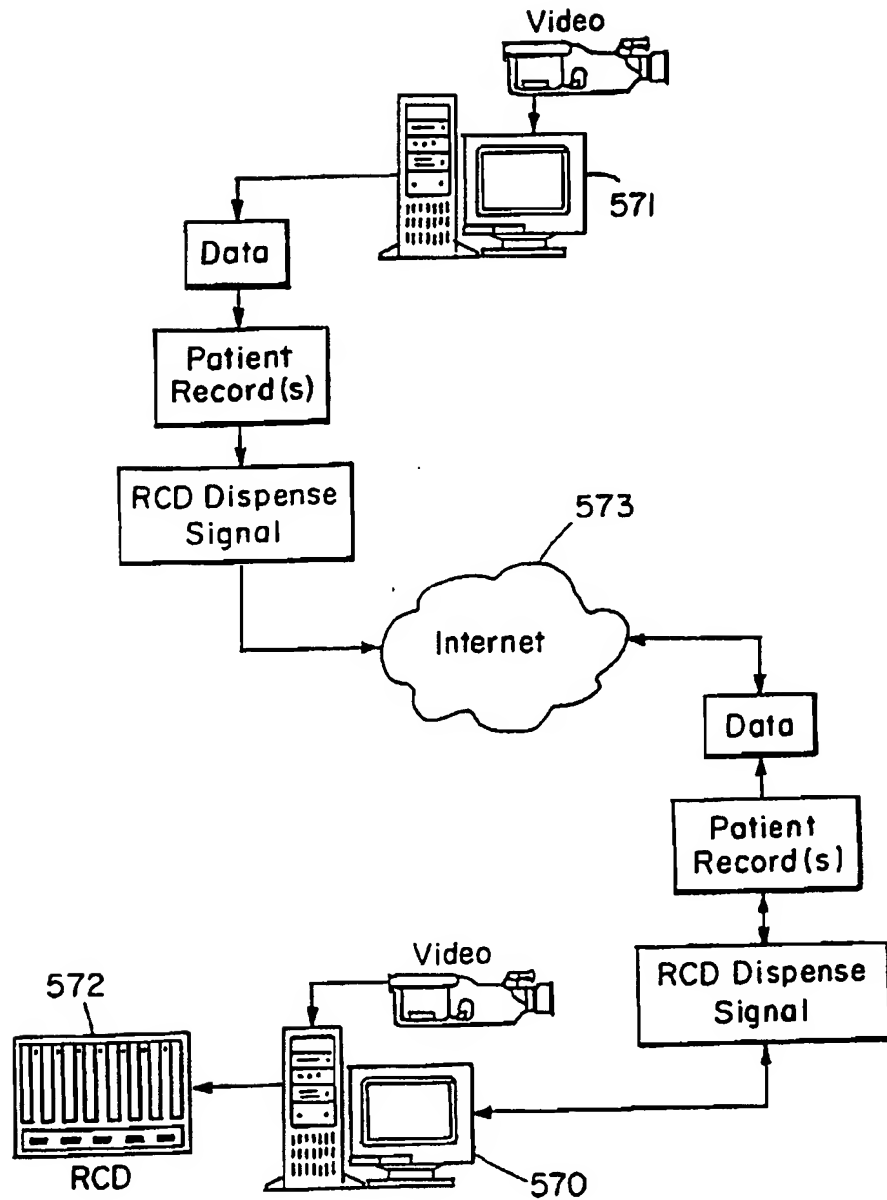 Video
571
Data
Patient
Record(s)
RCD Dispense
Signal
573
Internet
Data
Patient
Record(s)
Video
RCD Dispense
Signal
572
RCD
570